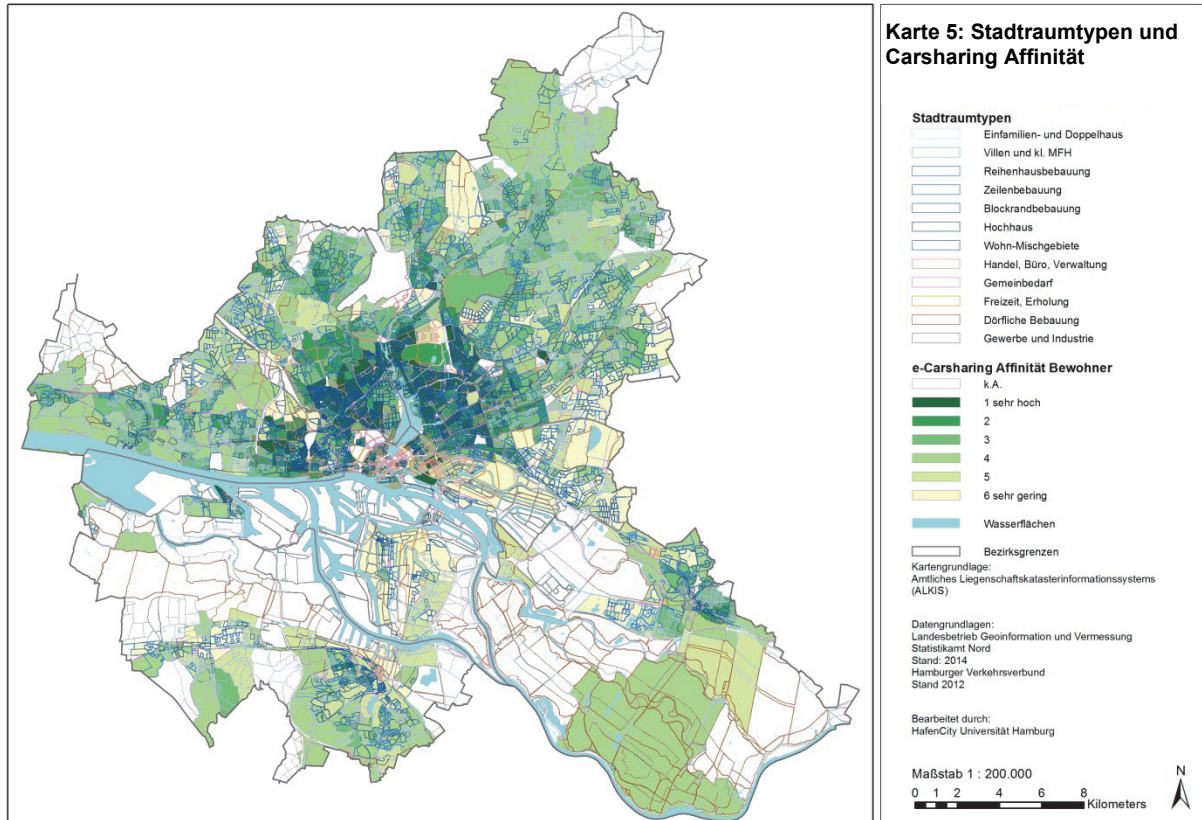 Karte 5: Stadtraumtypen und
Carsharing Affinität
Stadtraumtypen
Einfamilien- und Doppelhaus
Villen und kl. MFH
Reihenhausbebauung
Zeilenbebauung
Blockrandbebauung
Hochhaus
Wohn-Mischgebiete
Handel, Büro, Verwaltung
Gemeinbedarf
Freizeit, Erholung
Dörfliche Bebauung
Gewerbe und Industrie
e-Carsharing Affinität Bewohner
k.A.
1 sehr hoch
2
3
4
5
6 sehr gering
Wasserflächen
Bezirksgrenzen
Kartengrundlage:
Amtliches Liegenschaftskatasterinformationssystems
(ALKIS)
Datengrundlagen:
Landesbetrieb Geoinformation und Vermessung
Statistikamt Nord
Stand: 2014
Hamburger Verkehrsverbund
Stand 2012
Bearbeitet durch:
HafenCity Universität Hamburg
Maßstab 1 : 200.000
N
0 1 2 4 6 8
Kilometers